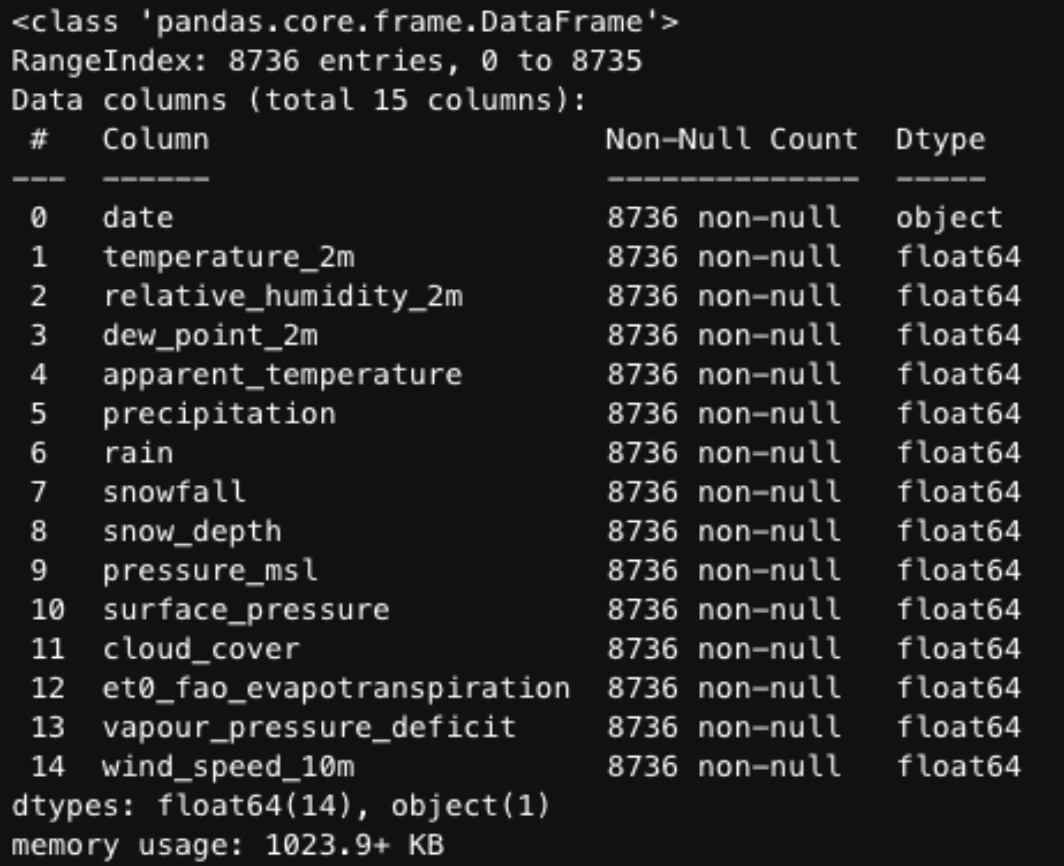 <class 'pandas.core.frame.DataFrame'>
RangeIndex: 8736 entries, 0 to 8735
Data columns (total 15 columns):
 #   Column                      Non-Null Count  Dtype
---  ------                      --------------  -----
 0   date                        8736 non-null   object
 1   temperature_2m              8736 non-null   float64
 2   relative_humidity_2m        8736 non-null   float64
 3   dew_point_2m                8736 non-null   float64
 4   apparent_temperature        8736 non-null   float64
 5   precipitation               8736 non-null   float64
 6   rain                        8736 non-null   float64
 7   snowfall                    8736 non-null   float64
 8   snow_depth                  8736 non-null   float64
 9   pressure_msl                8736 non-null   float64
 10  surface_pressure            8736 non-null   float64
 11  cloud_cover                 8736 non-null   float64
 12  et0_fao_evapotranspiration  8736 non-null   float64
 13  vapour_pressure_deficit     8736 non-null   float64
 14  wind_speed_10m              8736 non-null   float64
dtypes: float64(14), object(1)
memory usage: 1023.9+ KB